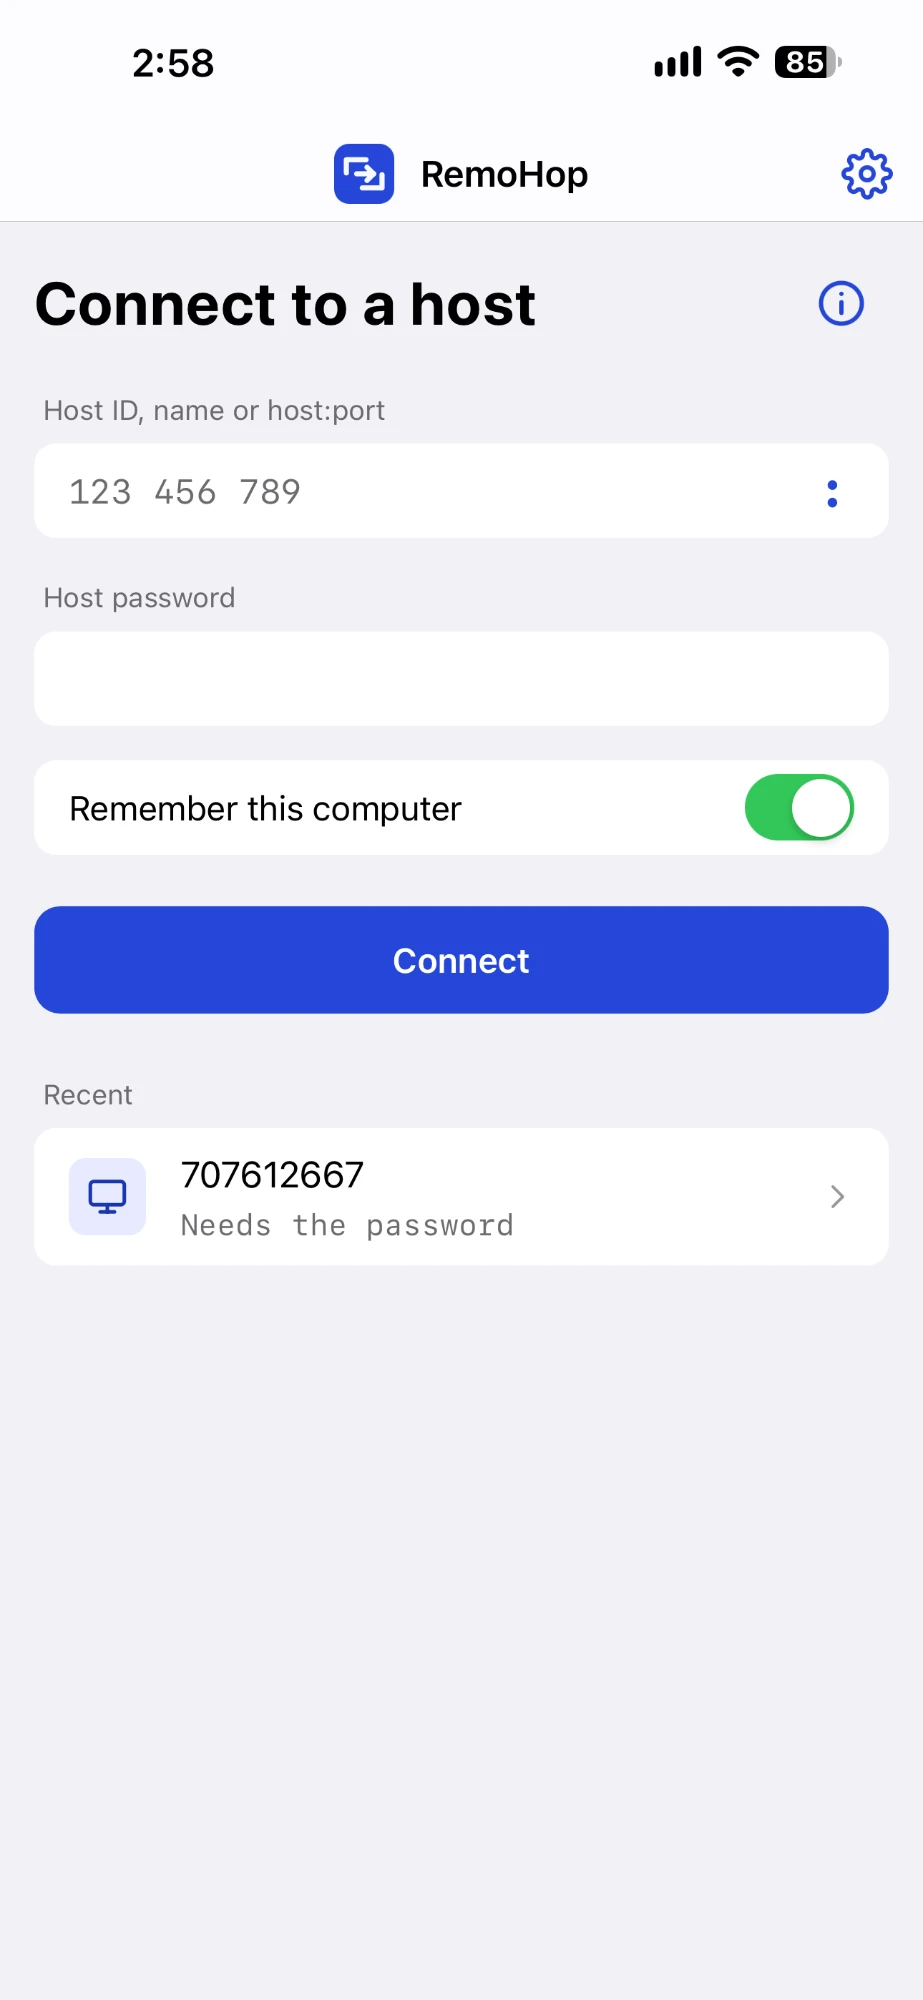 2:58
85
RemoHop
Connect to a host
Host ID, name or host:port
123 456 789
Host password
Remember this computer
Connect
Recent
707612667
Needs the password